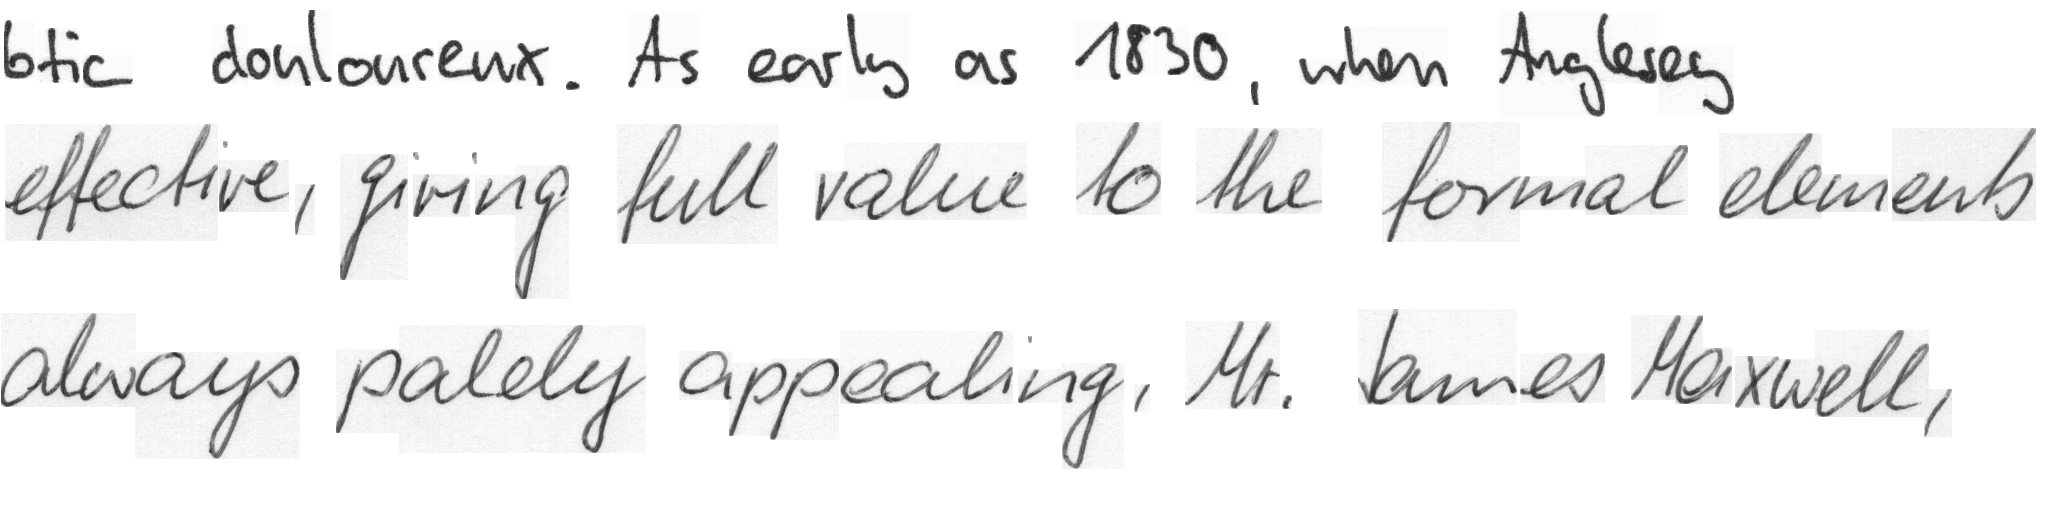 btic douloureux. As early as 1830, when Anglesey
effective, giving full value to the formal elements
always palely appealing, Mr. James Maxwell,